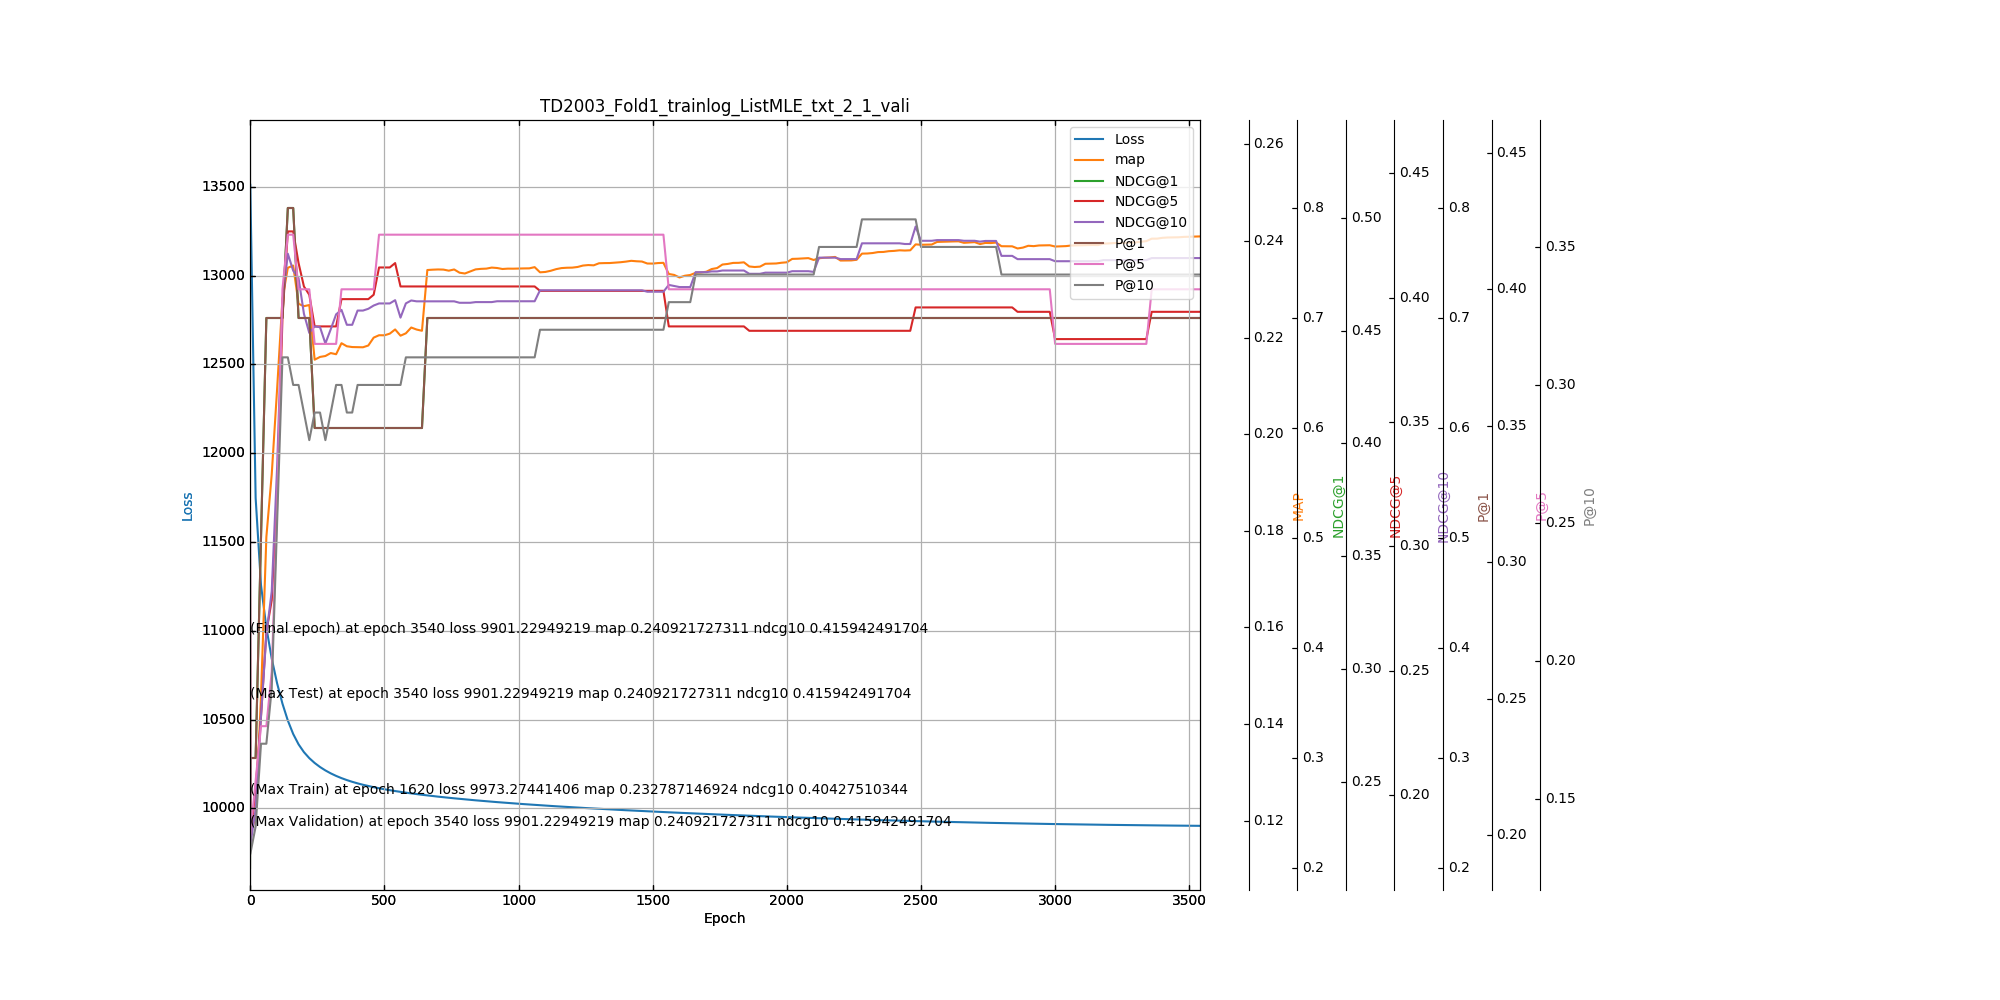 TD2003_Fold1_trainlog_ListMLE_txt_2_1_vali
Loss
map
NDCG@1
NDCG@5
NDCG@10
P@1
P@5
P@10
13500
13000
12500
12000
11500
11000
10500
10000
Loss
(Final epoch) at epoch 3540 loss 9901.22949219 map 0.240921727311 ndcg10 0.415942491704
(Max Test) at epoch 3540 loss 9901.22949219 map 0.240921727311 ndcg10 0.415942491704
(Max Train) at epoch 1620 loss 9973.27441406 map 0.232787146924 ndcg10 0.40427510344
(Max Validation) at epoch 3540 loss 9901.22949219 map 0.240921727311 ndcg10 0.415942491704
0 500 1000 1500 2000 2500 3000 3500
Epoch
0.26
0.24
0.22
0.20
0.18
0.16
0.14
0.12
MAP
0.8
0.7
0.6
0.5
0.4
0.3
0.2
NDCG@1
0.50
0.45
0.40
0.35
0.30
0.25
NDCG@5
0.45
0.40
0.35
0.30
0.25
0.20
NDCG@10
0.8
0.7
0.6
0.5
0.4
0.3
0.2
P@1
0.45
0.40
0.35
0.30
0.25
0.20
P@5
0.35
0.30
0.25
0.20
0.15
P@10